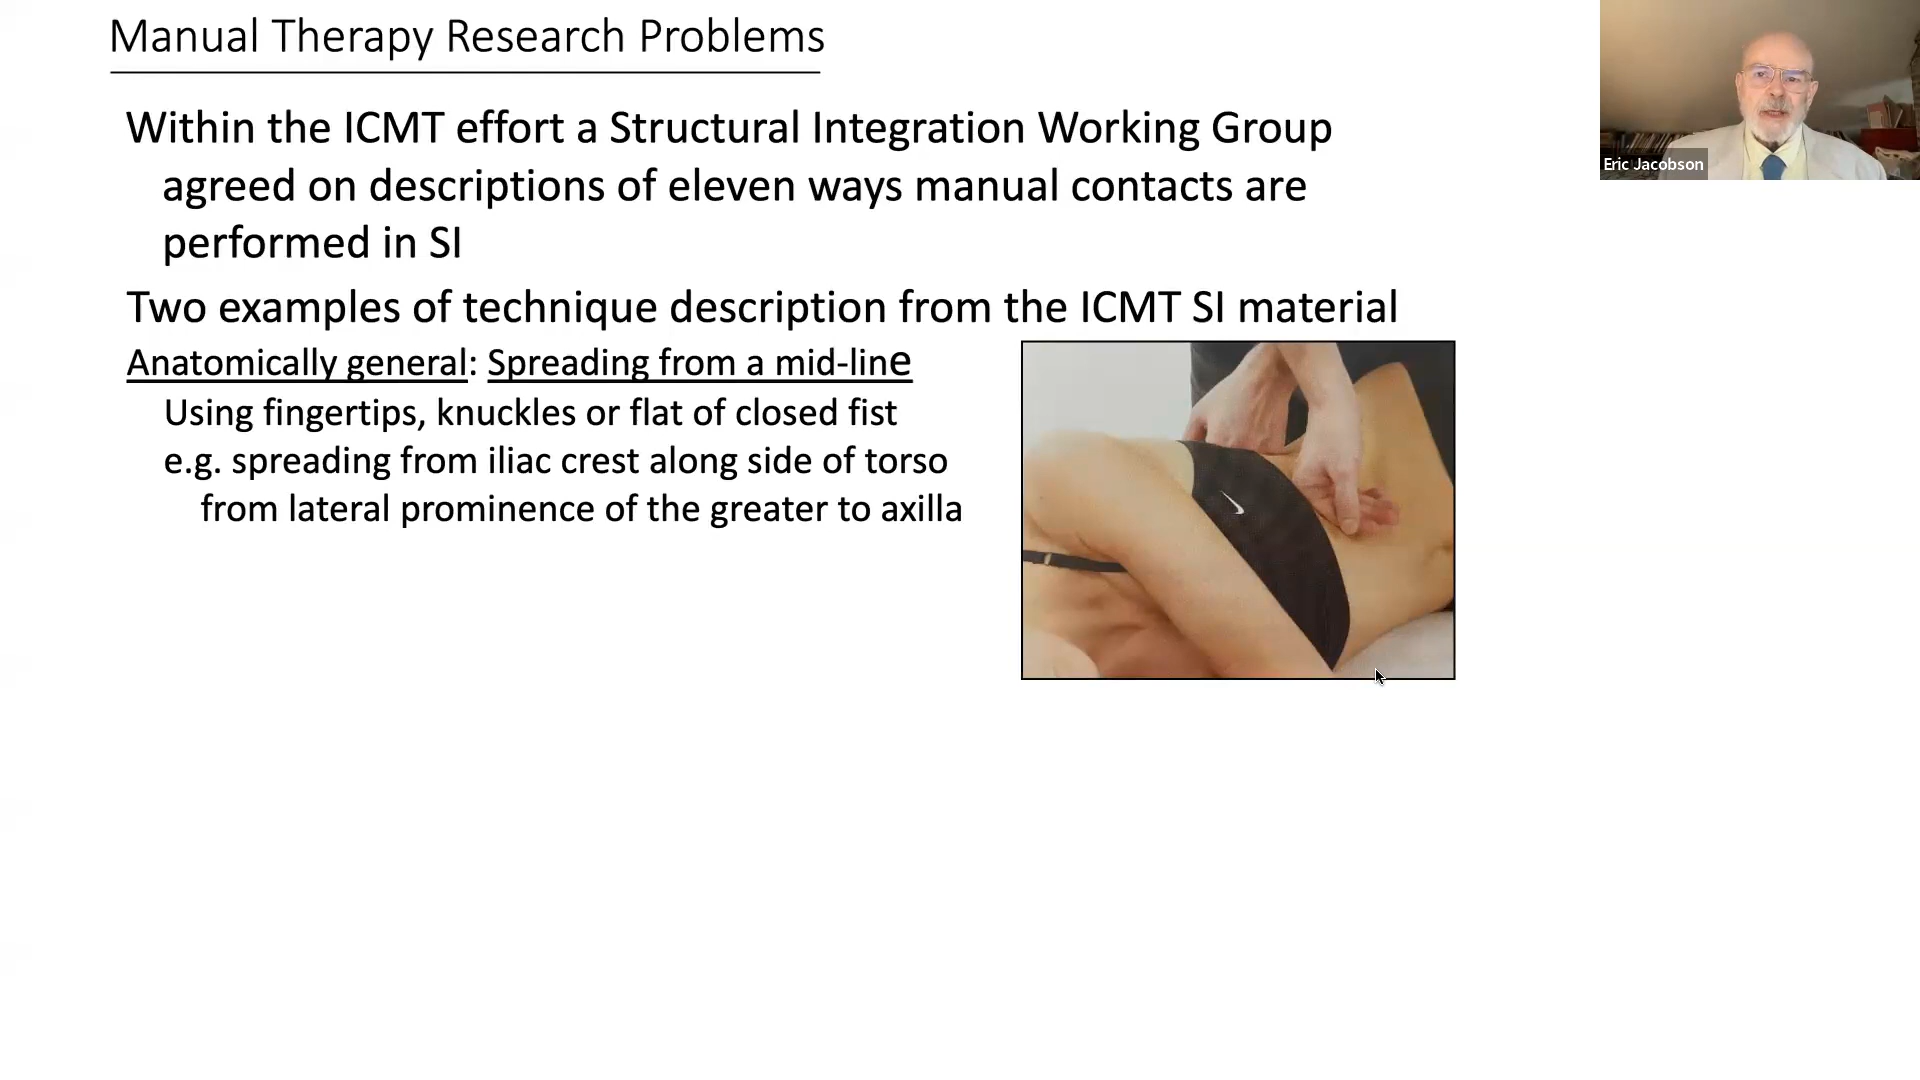 Manual Therapy Research Problems
Within the ICMT effort a Structural Integration Working Group
agreed on descriptions of eleven ways manual contacts are
performed in SI
Two examples of technique description from the ICMT SI material
Anatomically general: Spreading from a mid-line
Using fingertips, knuckles or flat of closed fist
e.g. spreading from iliac crest along side of torso
from lateral prominence of the greater to axilla
Eric Jacobson